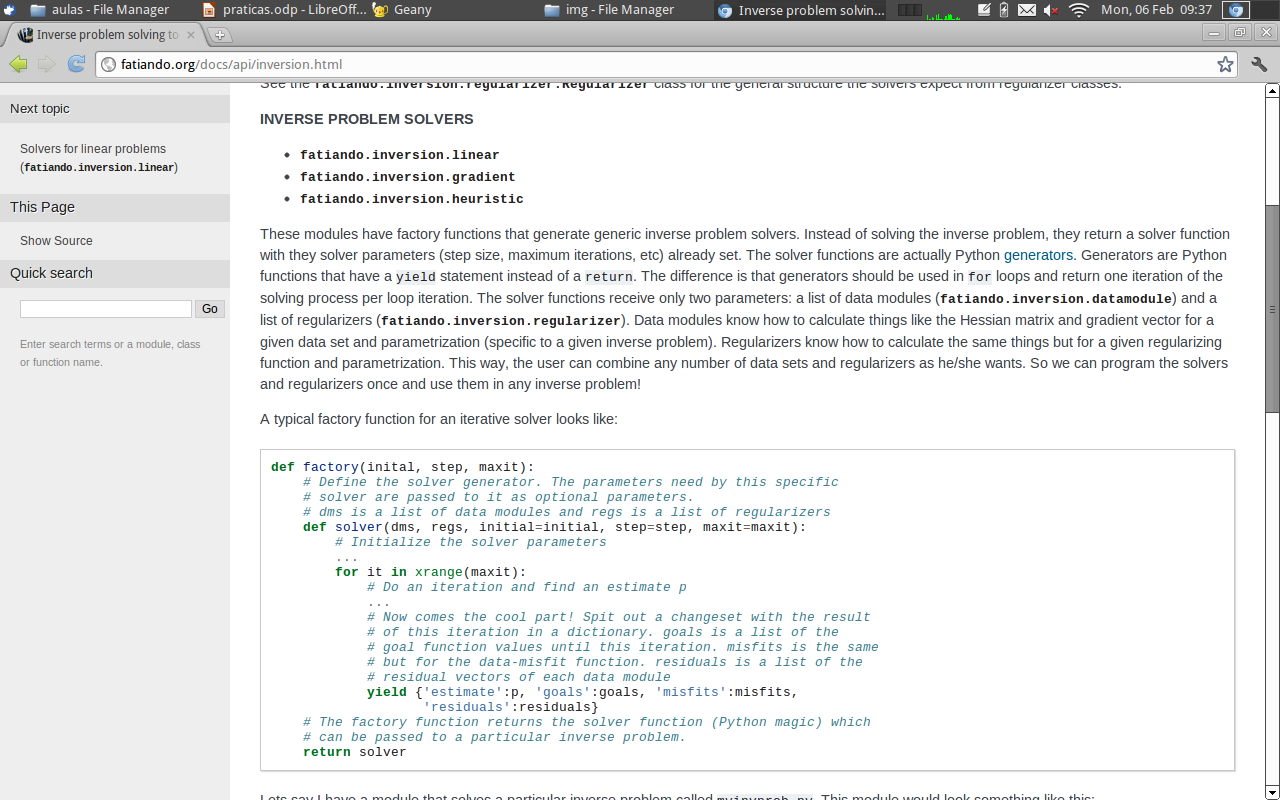 aulas - File Manager
praticas.odp - LibreOff...
Geany
img - File Manager
Inverse problem solvin...
Mon, 06 Feb 09:37
Inverse problem solving to
fatiando.org/docs/api/inversion.html
Next topic
Solvers for linear problems
(fatiando.inversion.linear)
This Page
Show Source
Quick search
Go
Enter search terms or a module, class
or function name.
See the fatiando.inversion.regularizer.Regularizer class for the general structure the solvers expect from regularizer classes.
INVERSE PROBLEM SOLVERS
• fatiando.inversion.linear
• fatiando.inversion.gradient
• fatiando.inversion.heuristic
These modules have factory functions that generate generic inverse problem solvers. Instead of solving the inverse problem, they return a solver function
with they solver parameters (step size, maximum iterations, etc) already set. The solver functions are actually Python generators. Generators are Python
functions that have a yield statement instead of a return. The difference is that generators should be used in for loops and return one iteration of the
solving process per loop iteration. The solver functions receive only two parameters: a list of data modules (fatiando.inversion.datamodule) and a
list of regularizers (fatiando.inversion.regularizer). Data modules know how to calculate things like the Hessian matrix and gradient vector for a
given data set and parametrization (specific to a given inverse problem). Regularizers know how to calculate the same things but for a given regularizing
function and parametrization. This way, the user can combine any number of data sets and regularizers as he/she wants. So we can program the solvers
and regularizers once and use them in any inverse problem!
A typical factory function for an iterative solver looks like:
def factory(inital, step, maxit):
    # Define the solver generator. The parameters need by this specific
    # solver are passed to it as optional parameters.
    # dms is a list of data modules and regs is a list of regularizers
    def solver(dms, regs, initial=initial, step=step, maxit=maxit):
        # Initialize the solver parameters
        ...
        for it in xrange(maxit):
            # Do an iteration and find an estimate p
            ...
            # Now comes the cool part! Spit out a changeset with the result
            # of this iteration in a dictionary. goals is a list of the
            # goal function values until this iteration. misfits is the same
            # but for the data-misfit function. residuals is a list of the
            # residual vectors of each data module
            yield {'estimate':p, 'goals':goals, 'misfits':misfits,
                   'residuals':residuals}
    # The factory function returns the solver function (Python magic) which
    # can be passed to a particular inverse problem.
    return solver
Lets say I have a module that solves a particular inverse problem called myinvprob.py. This module would look something like this: